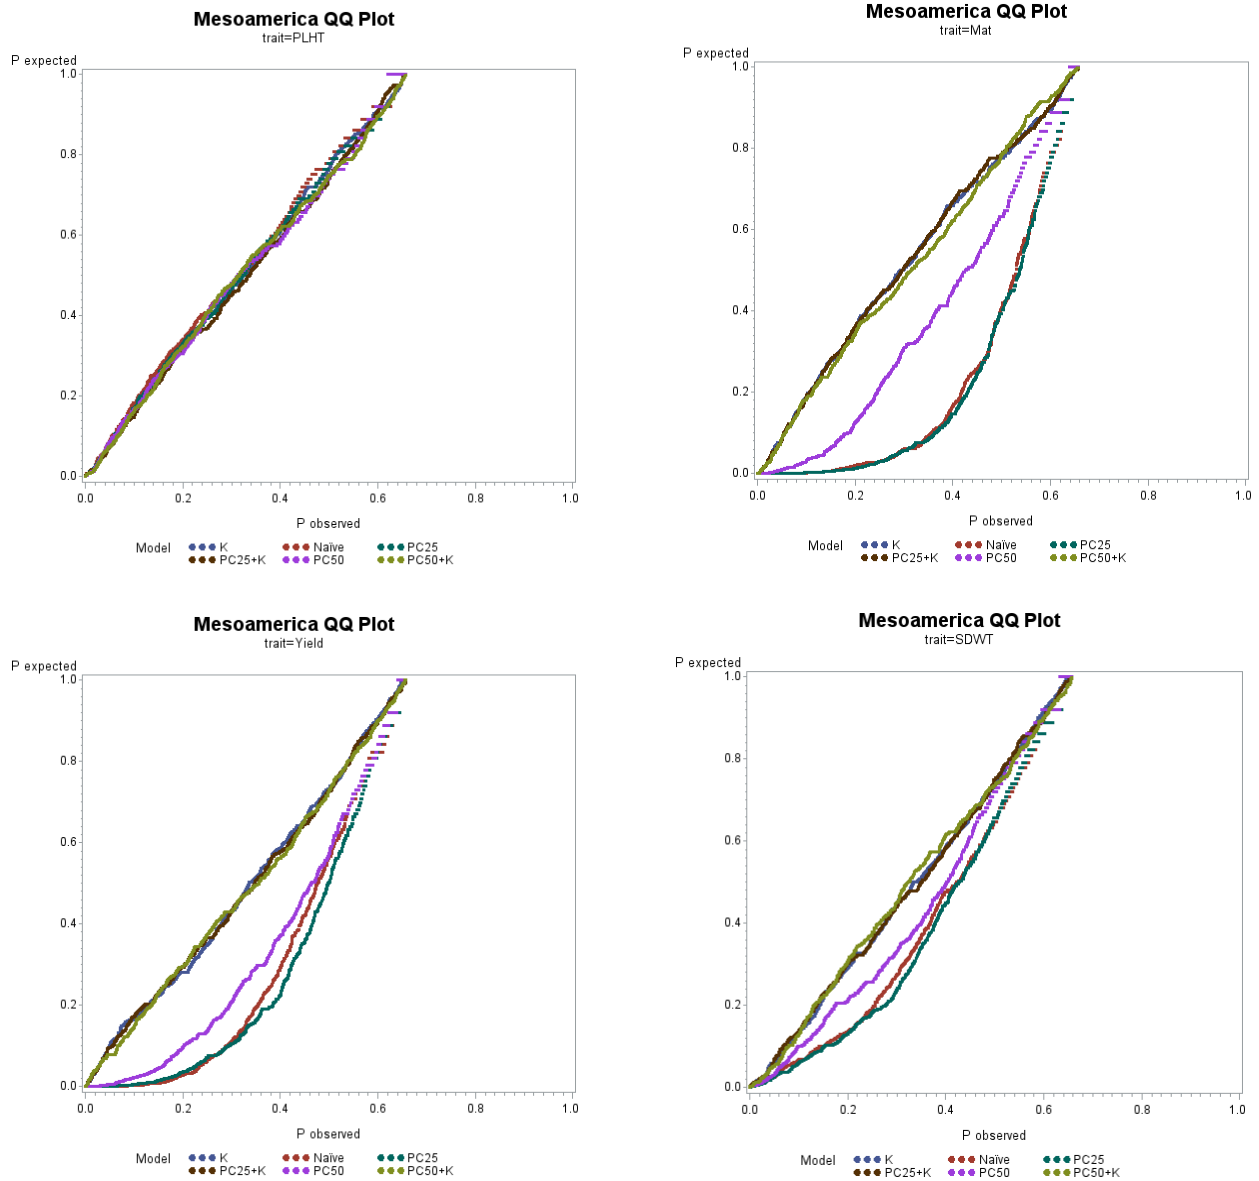 Mesoamerica QQ Plot
trait=PLHT
P expected
1.0
0.8
0.6
0.4
0.2
0.0
0.0 0.2 0.4 0.6 0.8 1.0
P observed
Model K Naïve PC25
PC25+K PC50 PC50+K
Mesoamerica QQ Plot
trait=Mat
P expected
1.0
0.8
0.6
0.4
0.2
0.0
0.0 0.2 0.4 0.6 0.8 1.0
P observed
Model K Naïve PC25
PC25+K PC50 PC50+K
Mesoamerica QQ Plot
trait=Yield
P expected
1.0
0.8
0.6
0.4
0.2
0.0
0.0 0.2 0.4 0.6 0.8 1.0
P observed
Model K Naïve PC25
PC25+K PC50 PC50+K
Mesoamerica QQ Plot
trait=SDWT
P expected
1.0
0.8
0.6
0.4
0.2
0.0
0.0 0.2 0.4 0.6 0.8 1.0
P observed
Model K Naïve PC25
PC25+K PC50 PC50+K